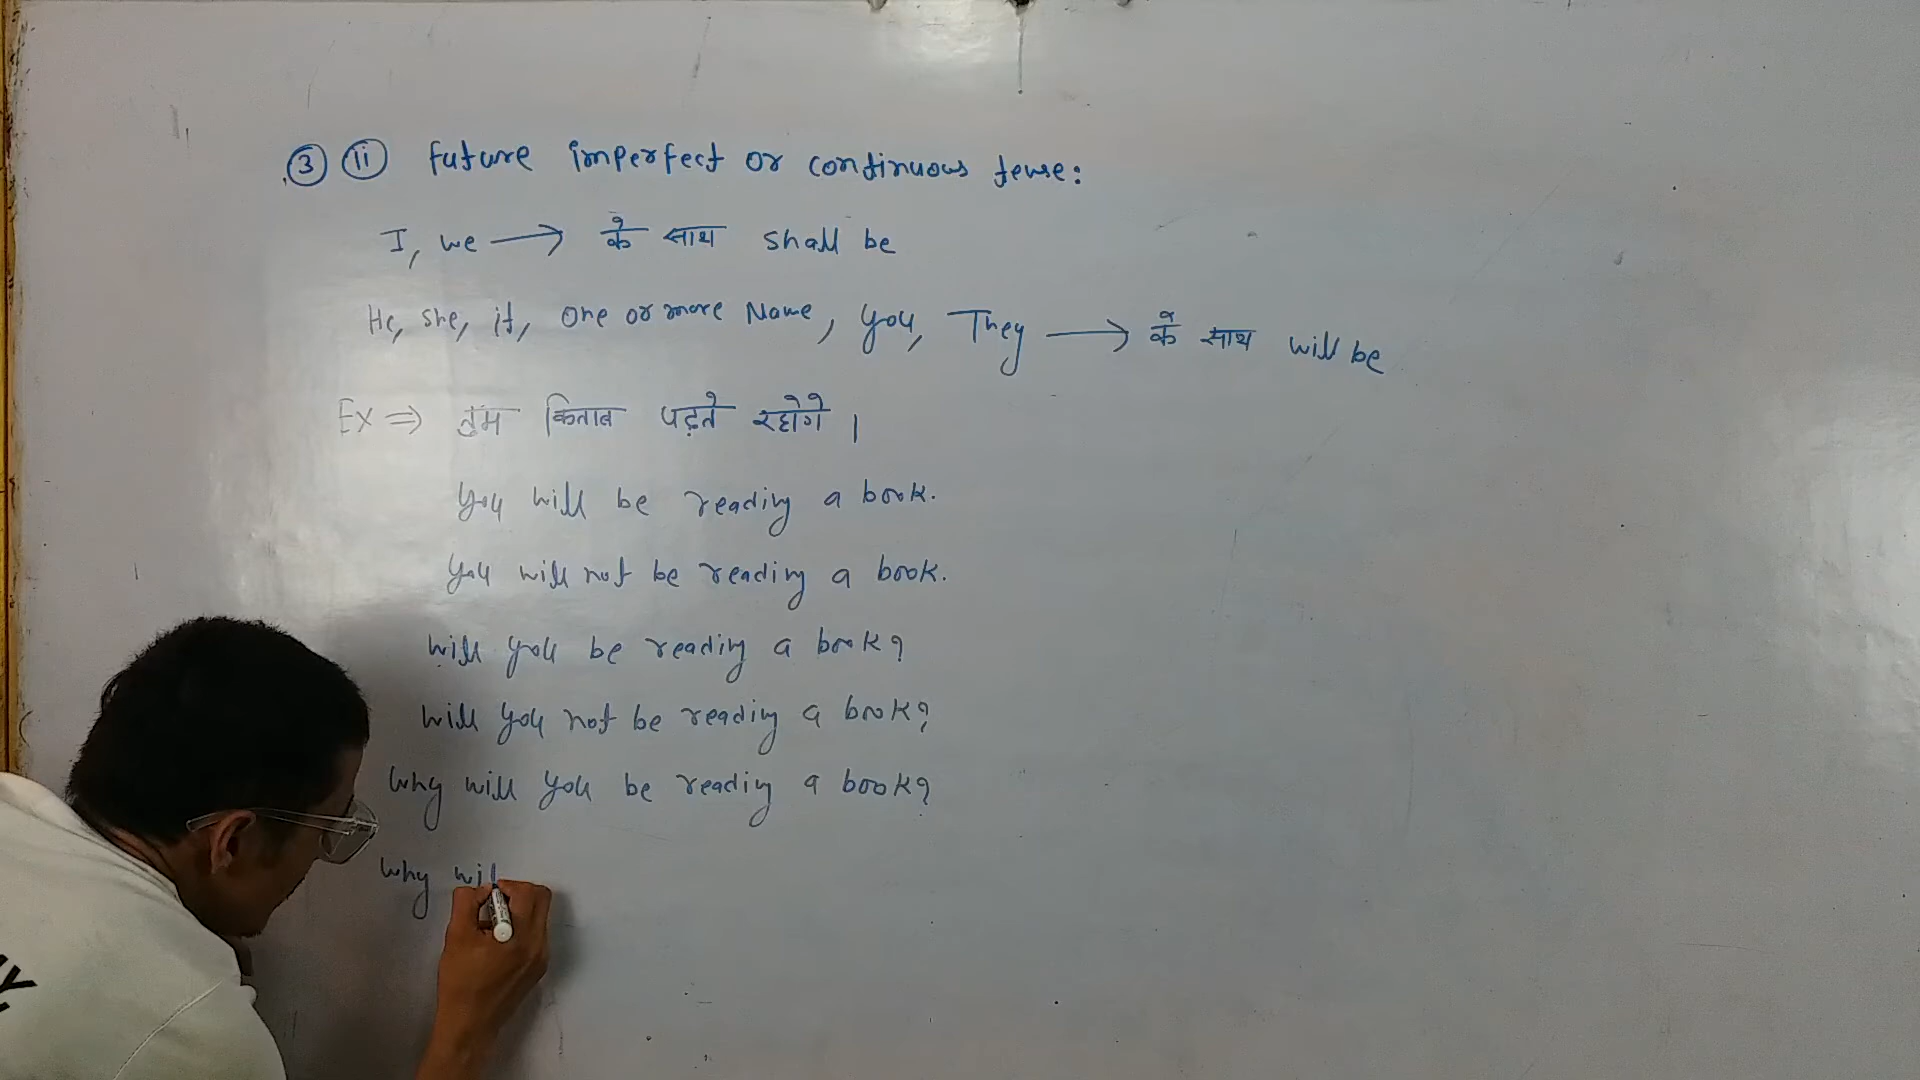 3 ii future imperfect or continuous tense:
I, we → के साथ shall be
He, she, it, one or more Name, you, They → के साथ will be
Ex ⇒ तुम किताब पढ़ते रहोगे ।
you will be reading a book.
you will not be reading a book.
will you be reading a book?
will you not be reading a book?
why will you be reading a book?
why wil